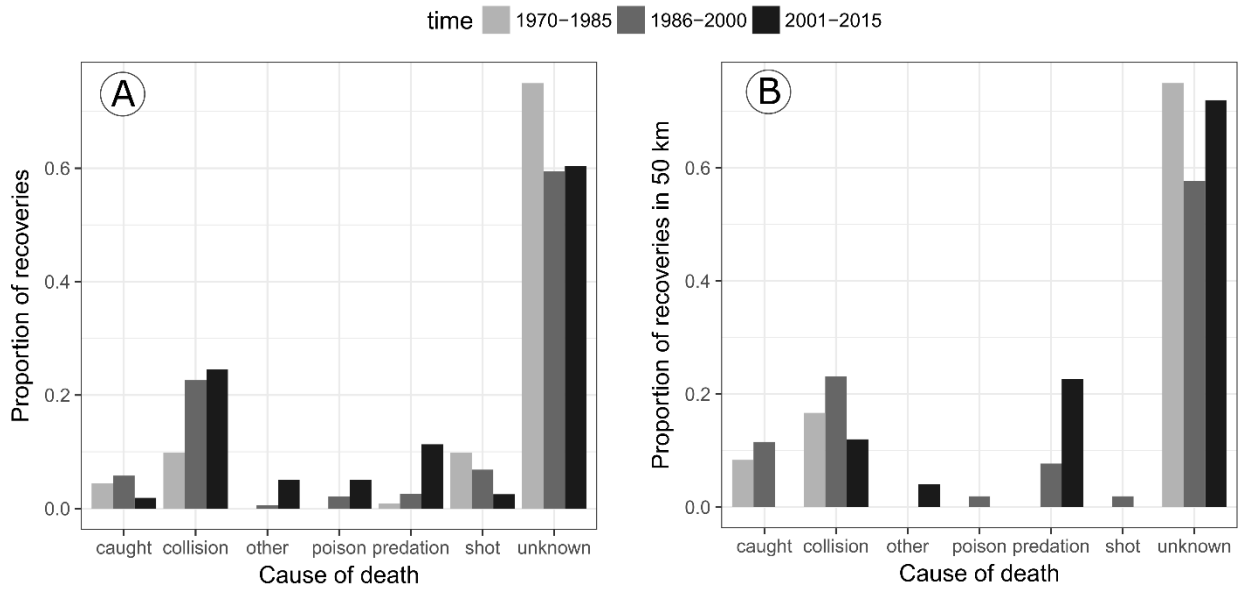 time 1970−1985 1986−2000 2001−2015
A
Proportion of recoveries
0.6
0.4
0.2
0.0
caught collision other poison predation shot unknown
Cause of death
B
Proportion of recoveries in 50 km
0.6
0.4
0.2
0.0
caught collision other poison predation shot unknown
Cause of death